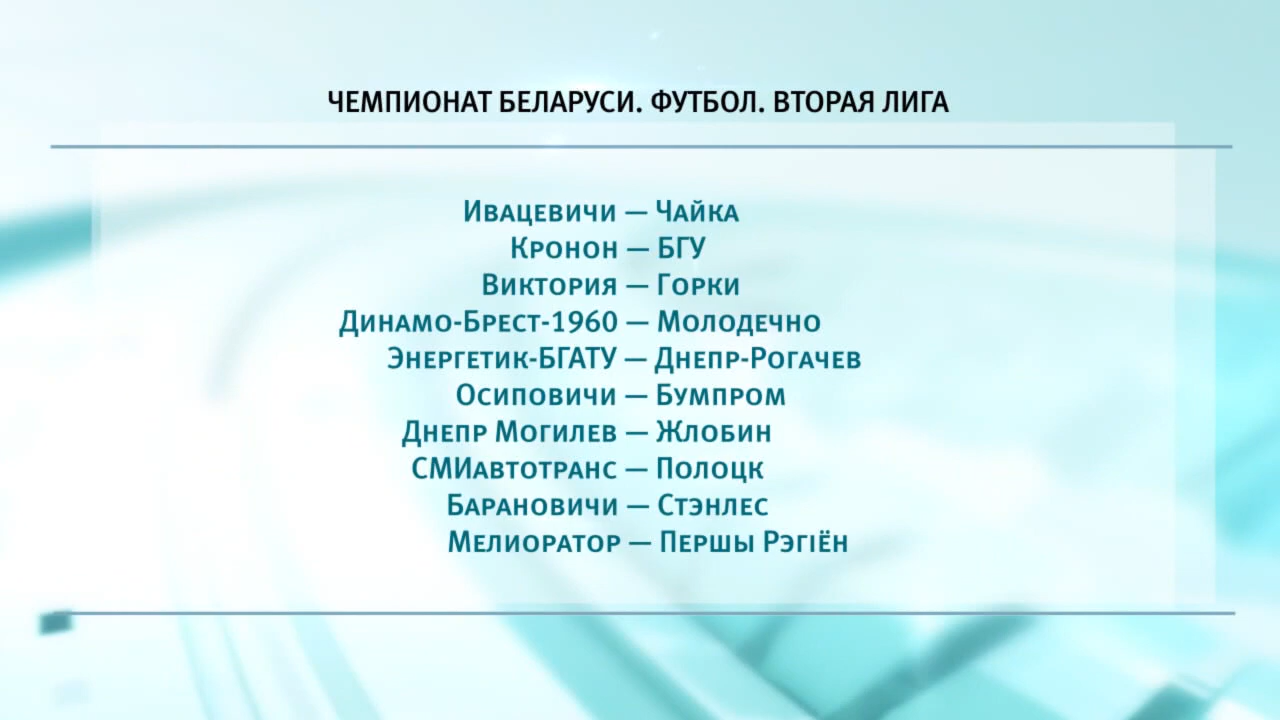 ЧЕМПИОНАТ БЕЛАРУСИ. ФУТБОЛ. ВТОРАЯ ЛИГА
Ивацевичи — Чайка
Кронон — БГУ
Виктория — Горки
Динамо-Брест-1960 — Молодечно
Энергетик-БГАТУ — Днепр-Рогачев
Осиповичи — Бумпром
Днепр Могилев — Жлобин
СМИавтотранс — Полоцк
Барановичи — Стэнлес
Мелиоратор — Першы Рэгіён